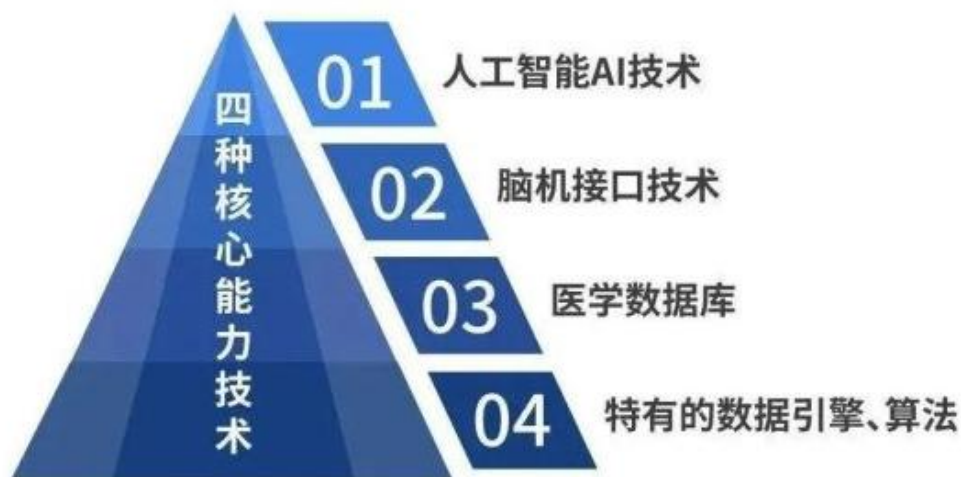 四种核心能力技术
01
人工智能AI技术
02
脑机接口技术
03
医学数据库
04
特有的数据引擎、算法